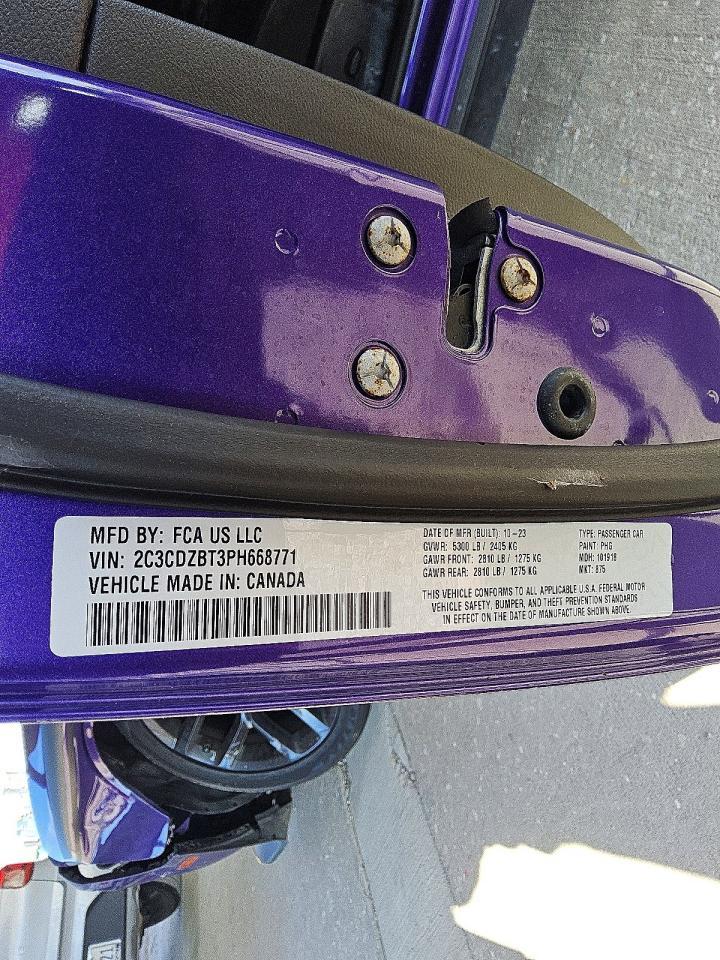 MFD BY: FCA US LLC
VIN: 2C3CDZBT3PH668771
VEHICLE MADE IN: CANADA
DATE OF MFR (BUILT): 10-23
GVWR: 5300 LB / 2405 KG
GAWR FRONT: 2810 LB / 1275 KG
GAWR REAR: 2810 LB / 1275 KG
TYPE: PASSENGER CAR
PAINT: PHG
MDH: 101918
MKT: 875
THIS VEHICLE CONFORMS TO ALL APPLICABLE U.S.A. FEDERAL MOTOR
VEHICLE SAFETY, BUMPER, AND THEFT PREVENTION STANDARDS
IN EFFECT ON THE DATE OF MANUFACTURE SHOWN ABOVE.